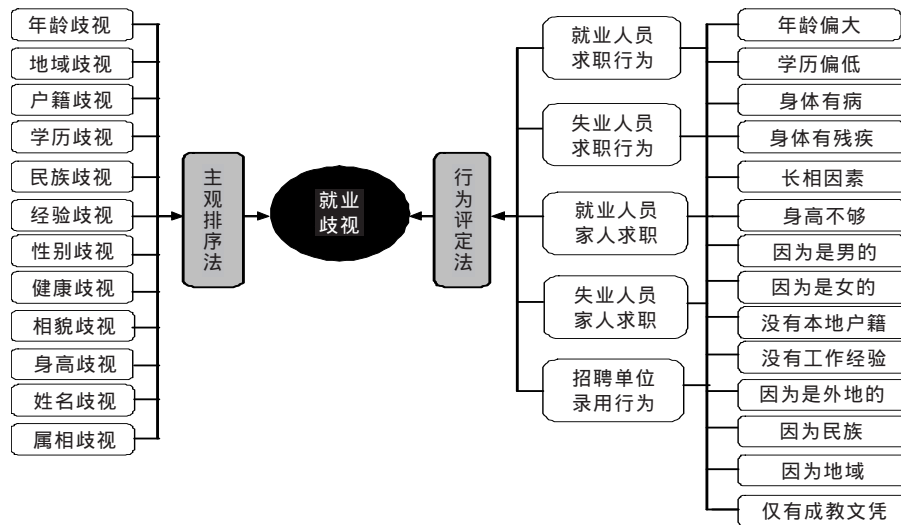 年龄歧视
地域歧视
户籍歧视
学历歧视
民族歧视
经验歧视
性别歧视
健康歧视
相貌歧视
身高歧视
姓名歧视
属相歧视
主观排序法
就业
歧视
行为评定法
就业人员
求职行为
失业人员
求职行为
就业人员
家人求职
失业人员
家人求职
招聘单位
录用行为
年龄偏大
学历偏低
身体有病
身体有残疾
长相因素
身高不够
因为是男的
因为是女的
没有本地户籍
没有工作经验
因为是外地的
因为民族
因为地域
仅有成教文凭